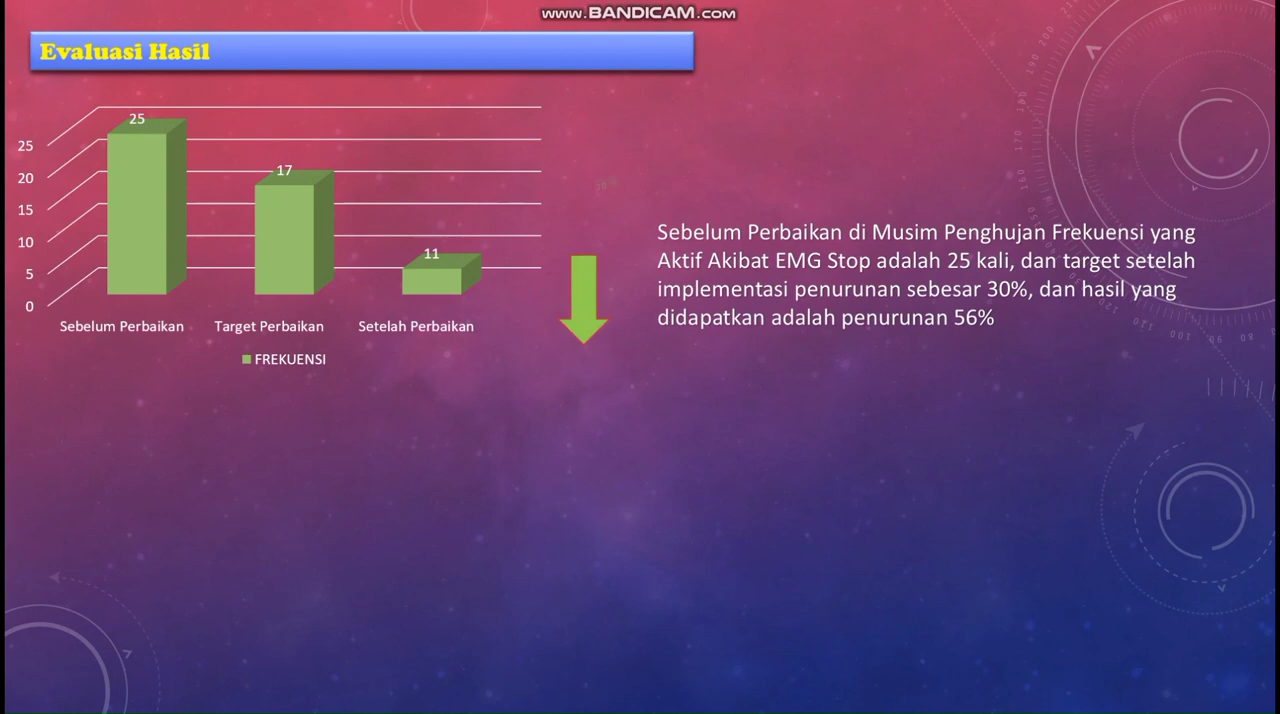 www.BANDICAM.com
Evaluasi Hasil
25
17
11
25
20
15
10
5
0
Sebelum Perbaikan
Target Perbaikan
Setelah Perbaikan
FREKUENSI
Sebelum Perbaikan di Musim Penghujan Frekuensi yang
Aktif Akibat EMG Stop adalah 25 kali, dan target setelah
implementasi penurunan sebesar 30%, dan hasil yang
didapatkan adalah penurunan 56%